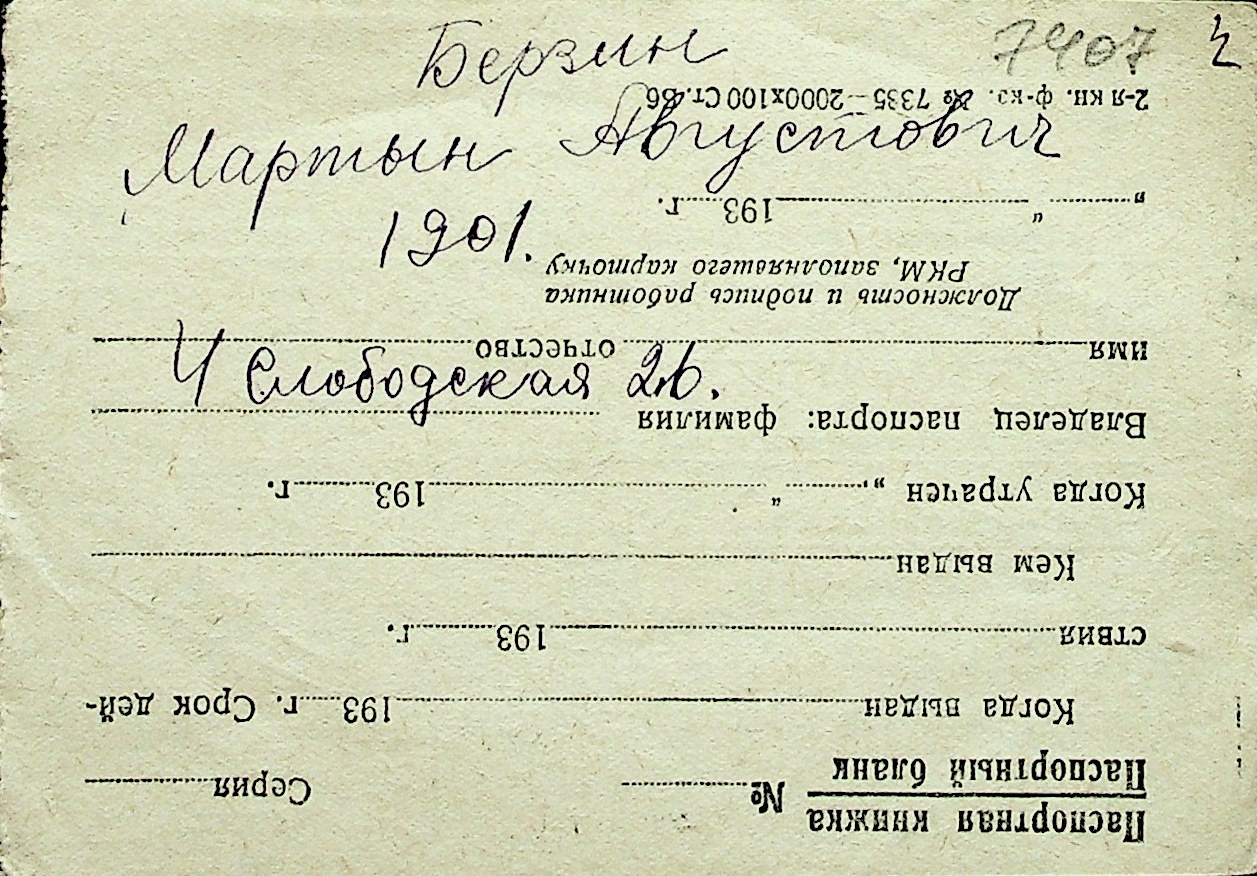 7407
Берзин
Мартын Августович
1901.
4 Слободская 2
Паспортная книжка
Паспортный бланк
№ Серия
Когда выдан 193 г. Срок дей-
ствия 193 г.
Кем выдан
Когда утрачен „ “ 193 г.
Владелец паспорта: фамилия
имя отчество
Должность и подпись работника
РКМ, заполнявшего карточку
„ “ 193 г.
2-я кн. ф-ка. № 7335—2000х100 Ст.